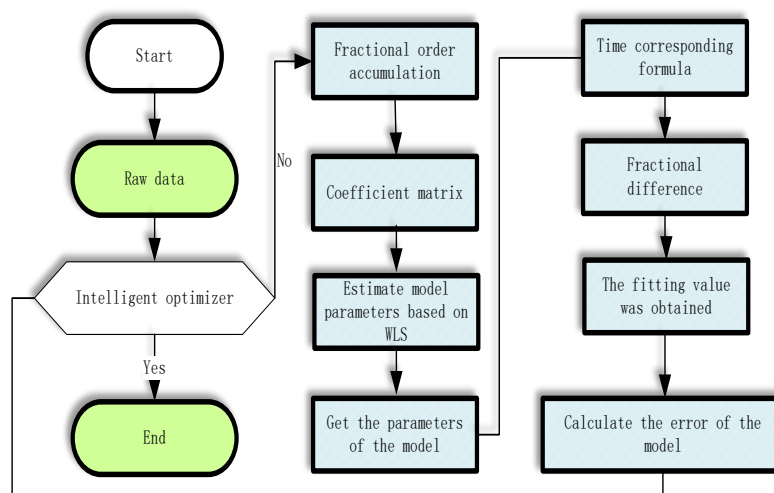 Start
Raw data
Intelligent optimizer
Yes
End
No
Fractional order
accumulation
Coefficient matrix
Estimate model
parameters based on
WLS
Get the parameters
of the model
Time corresponding
formula
Fractional
difference
The fitting value
was obtained
Calculate the error of the
model